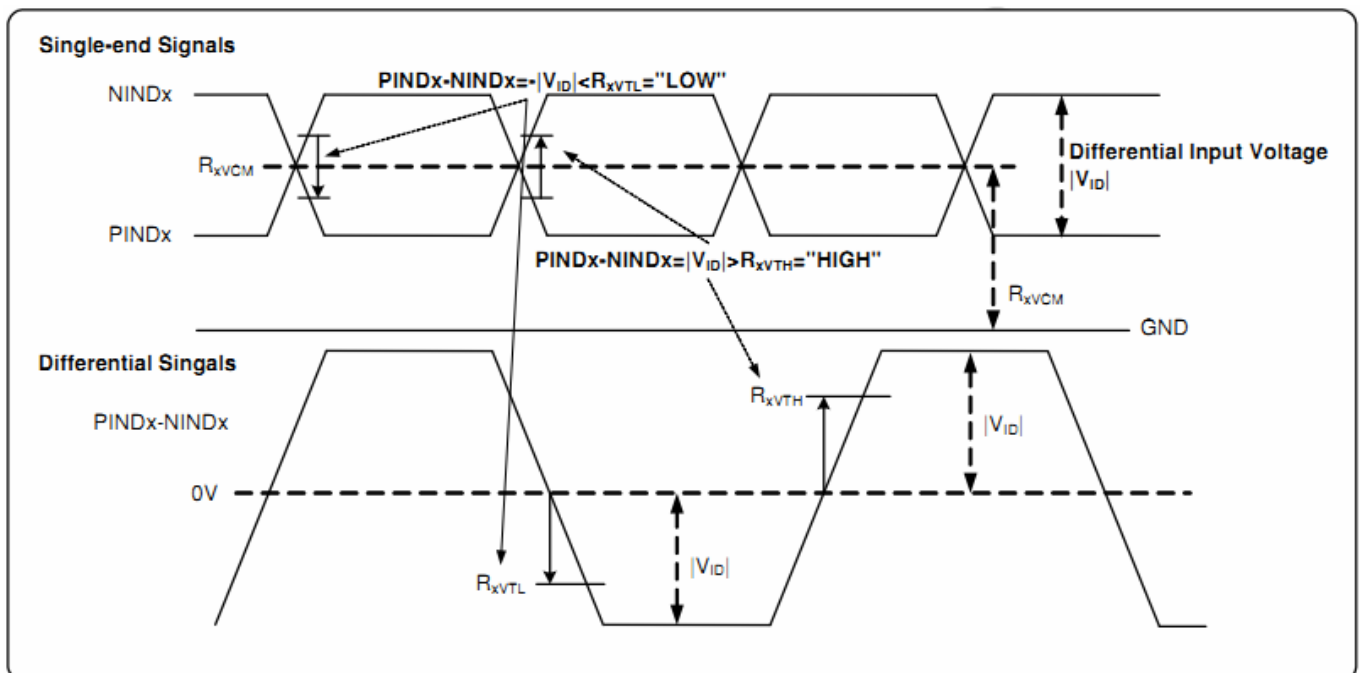 Single-end Signals
PINDx-NINDx=-|VID|<RxVTL="LOW"
NINDx
RxVCM
Differential Input Voltage
|VID|
PINDx
PINDx-NINDx=|VID|>RxVTH="HIGH"
RxVCM
GND
Differential Singals
RxVTH
PINDx-NINDx
|VID|
0V
RxVTL
|VID|